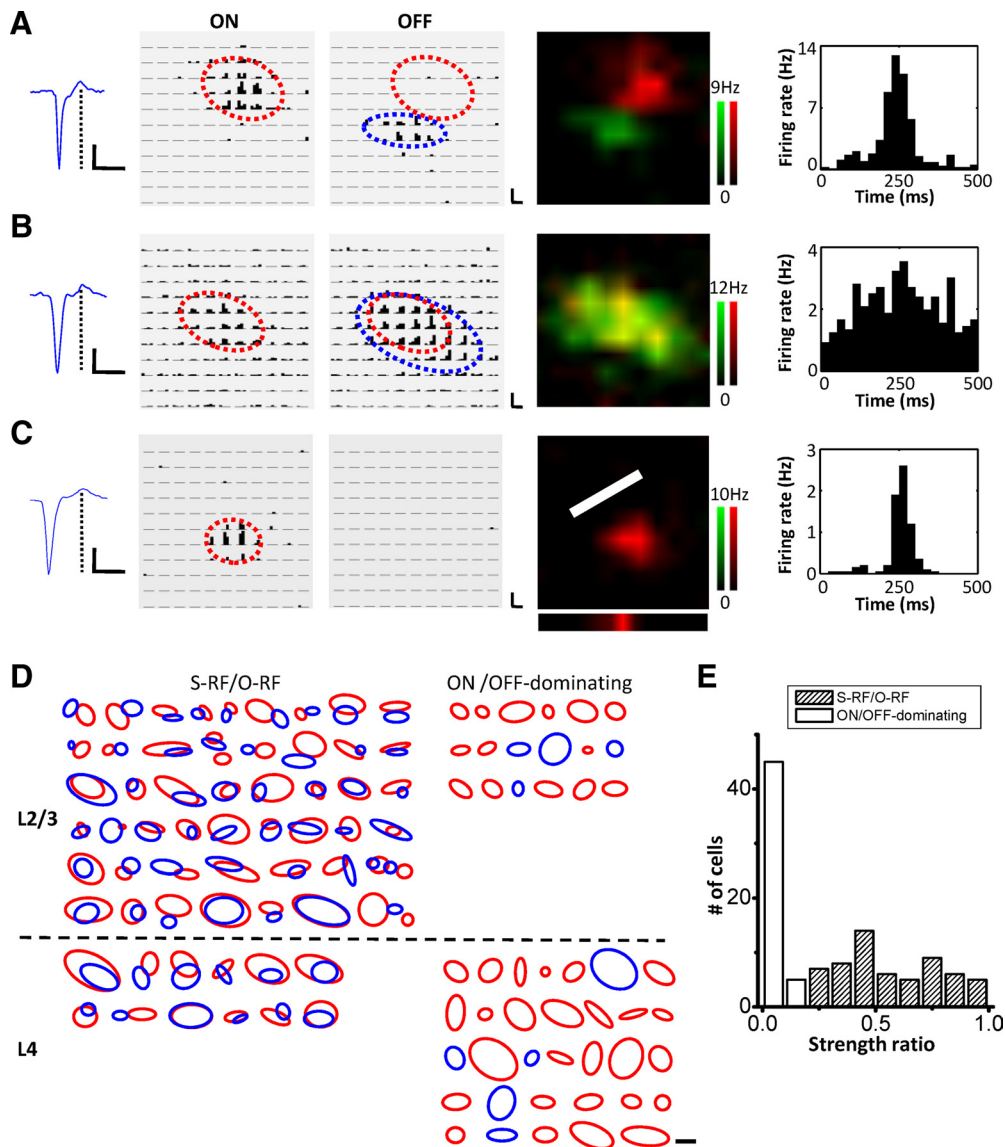 A
ON
OFF
9Hz
0
Firing rate (Hz)
14
7
0
0
250
500
Time (ms)
B
12Hz
0
Firing rate (Hz)
4
2
0
0
250
500
Time (ms)
C
10Hz
0
Firing rate (Hz)
3
2
1
0
0
250
500
Time (ms)
D
S-RF/O-RF
ON /OFF-dominating
L2/3
L4
E
S-RF/O-RF
ON/OFF-dominating
# of cells
40
20
0
0.0
0.5
1.0
Strength ratio